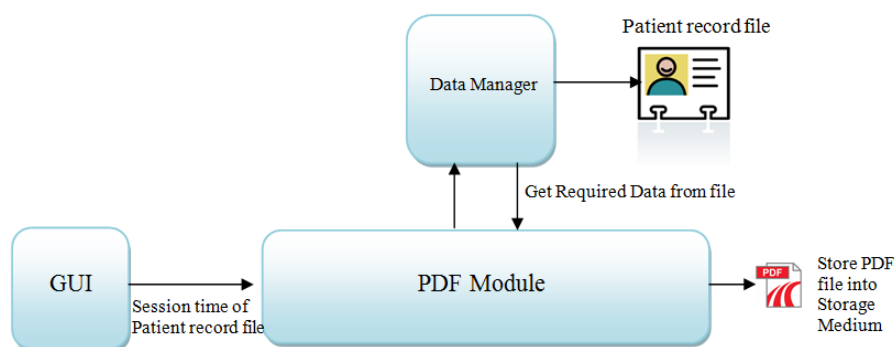 Patient record file
Data Manager
Get Required Data from file
GUI
Session time of
Patient record file
PDF Module
PDF
Store PDF
file into
Storage
Medium